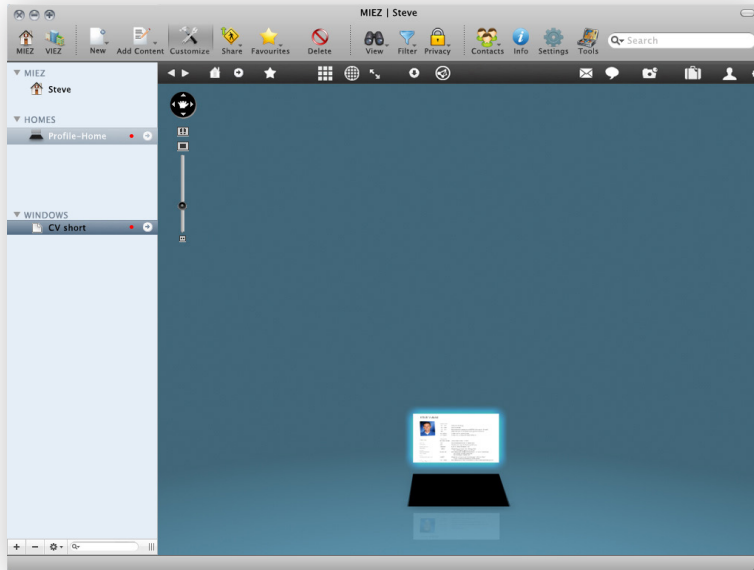 MIEZ | Steve
MIEZ VIEZ New Add Content Customize Share Favourites Delete View Filter Privacy Contacts Info Settings Tools Search
MIEZ
Steve
HOMES
Profile-Home
WINDOWS
CV short